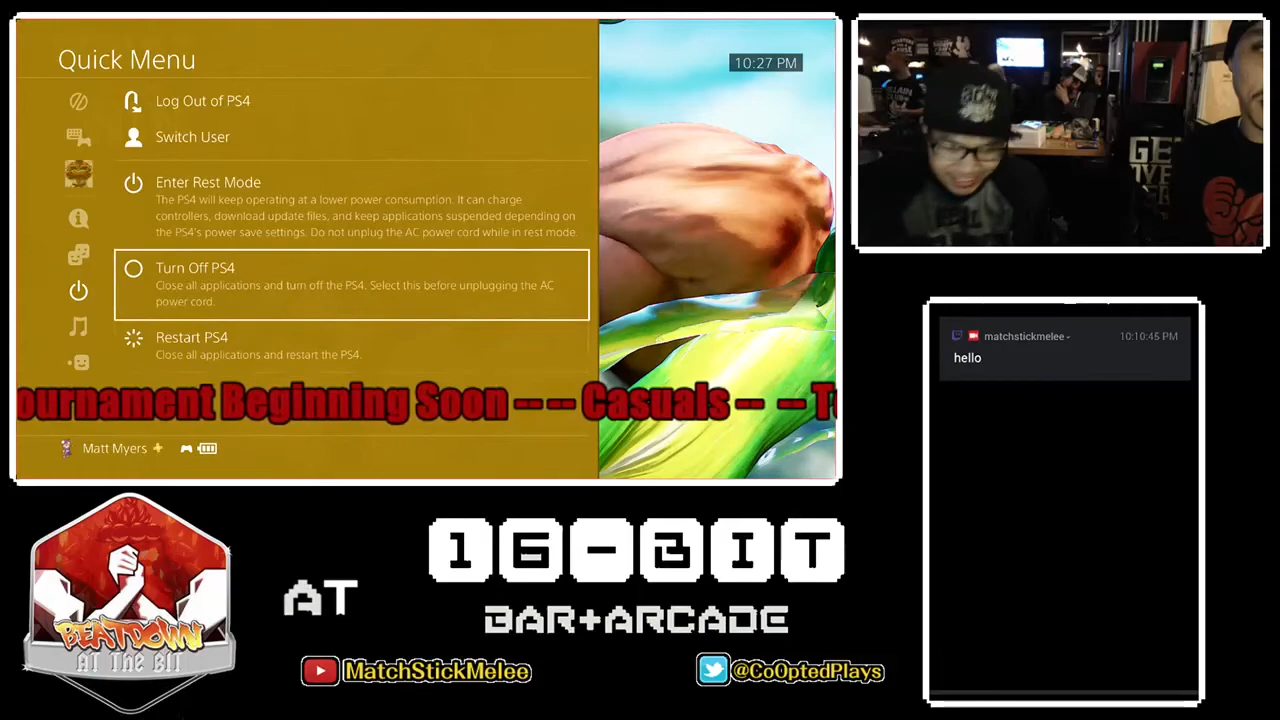 Quick Menu
10:27 PM
Log Out of PS4
Switch User
Enter Rest Mode
The PS4 will keep operating at a lower power consumption. It can charge
controllers, download update files, and keep applications suspended depending on
the PS4's power save settings. Do not unplug the AC power cord while in rest mode.
Turn Off PS4
Close all applications and turn off the PS4. Select this before unplugging the AC
power cord.
Restart PS4
Close all applications and restart the PS4.
ournament Beginning Soon -- -- Casuals -- -- T
Matt Myers
matchstickmelee
10:10:45 PM
hello
BEATDOWN
AT THE BIT
AT
16-BIT
BAR+ARCADE
MatchStickMelee
@CoOptedPlays